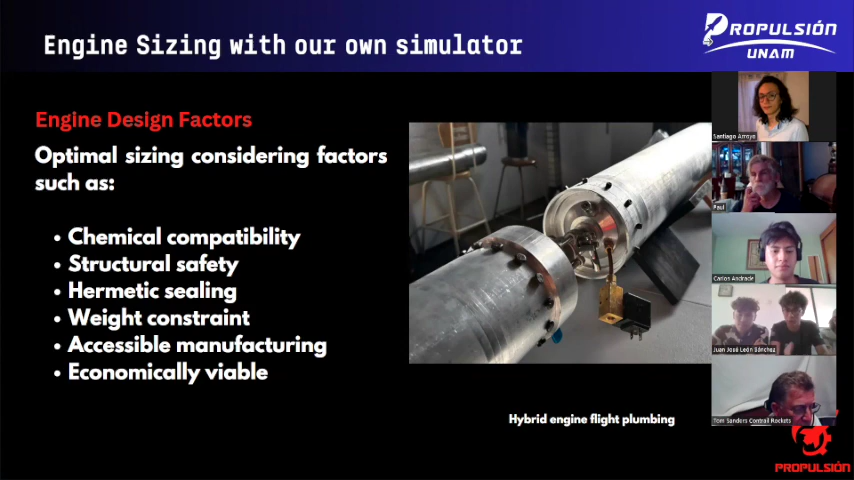 Engine Sizing with our own simulator
PROPULSIÓN
UNAM
Engine Design Factors
Optimal sizing considering factors
such as:
• Chemical compatibility
• Structural safety
• Hermetic sealing
• Weight constraint
• Accessible manufacturing
• Economically viable
Hybrid engine flight plumbing
Santiago Arroyo
Paul
Carlos Andrade
Juan José León Sánchez
Tom Sanders Contrail Rockets
PROPULSIÓN